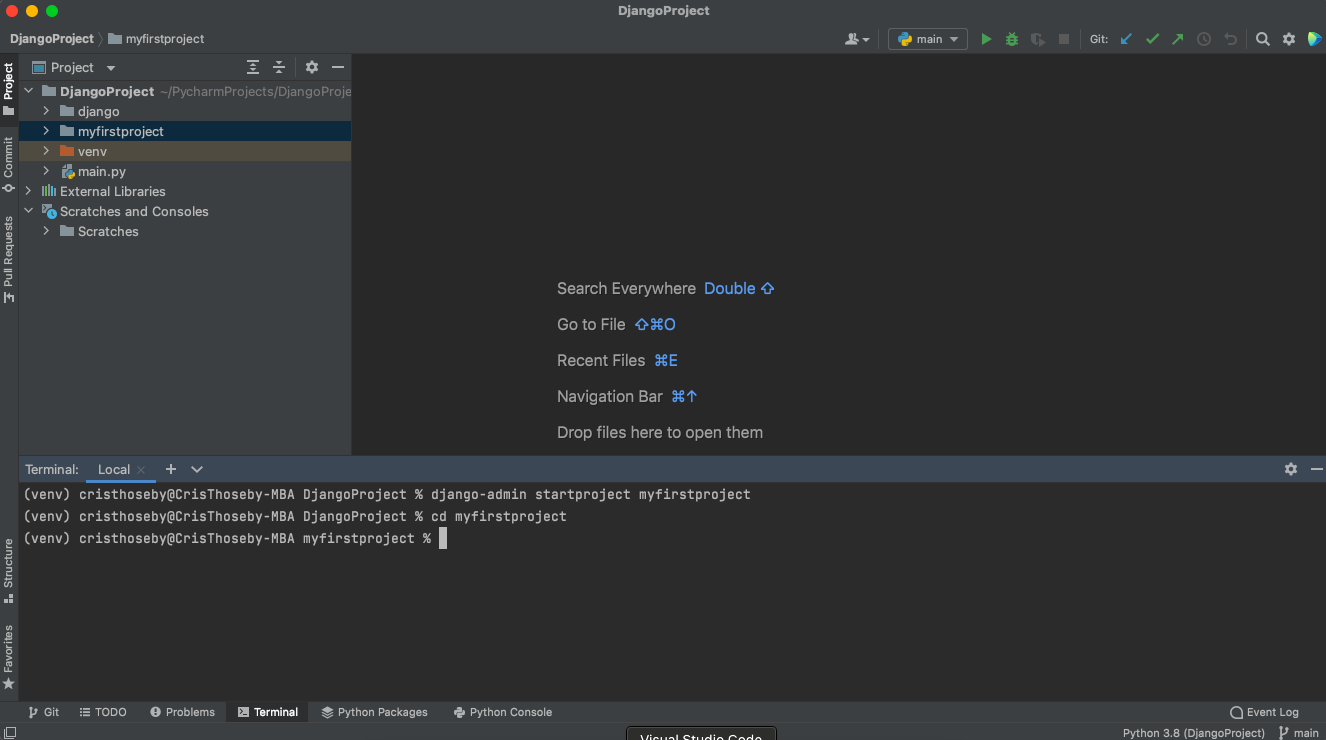 DjangoProject
DjangoProject myfirstproject
main
Git:
Project
Project
DjangoProject ~/PycharmProjects/DjangoProje
django
myfirstproject
venv
main.py
External Libraries
Scratches and Consoles
Scratches
Commit
Pull Requests
Structure
Favorites
Search Everywhere Double ⇧
Go to File ⇧⌘O
Recent Files ⌘E
Navigation Bar ⌘↑
Drop files here to open them
Terminal: Local
(venv) cristhoseby@CrisThoseby-MBA DjangoProject % django-admin startproject myfirstproject
(venv) cristhoseby@CrisThoseby-MBA DjangoProject % cd myfirstproject
(venv) cristhoseby@CrisThoseby-MBA myfirstproject %
Git TODO Problems Terminal Python Packages Python Console Event Log
Visual Studio Code
Python 3.8 (DjangoProject) main